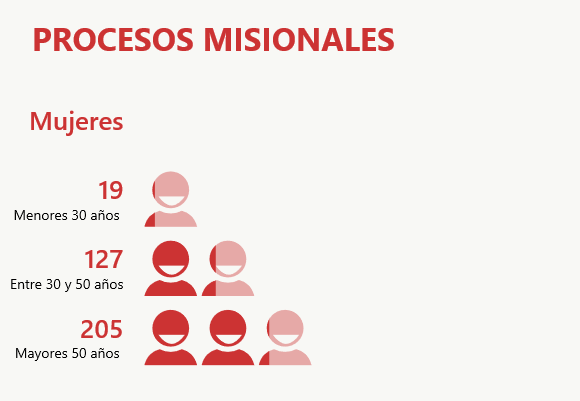 PROCESOS MISIONALES
Mujeres
19
Menores 30 años
127
Entre 30 y 50 años
205
Mayores 50 años